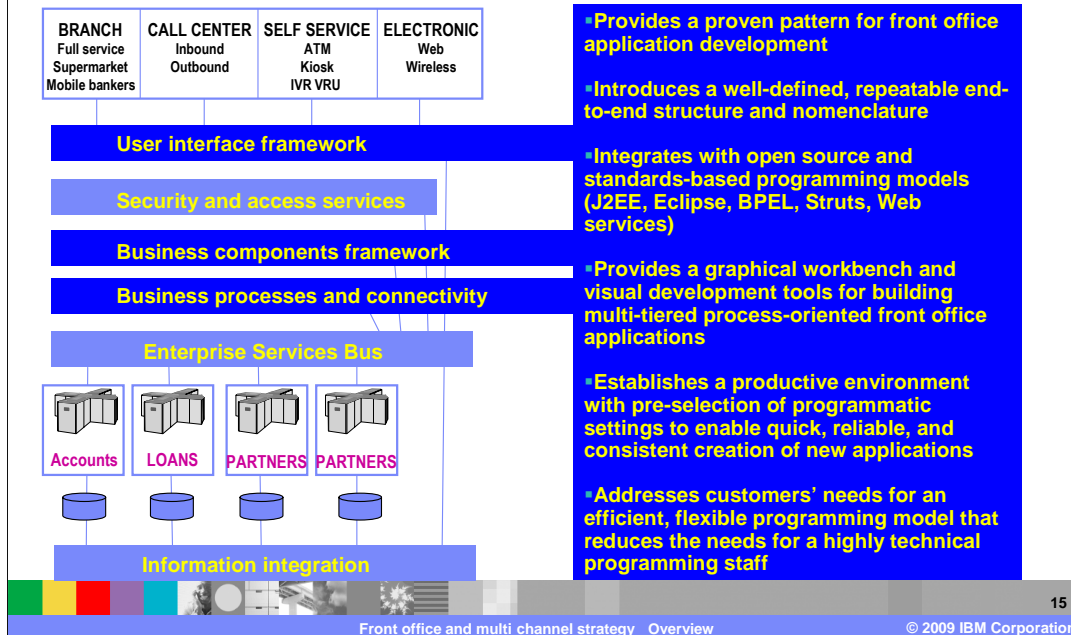 BRANCH
Full service
Supermarket
Mobile bankers
CALL CENTER
Inbound
Outbound
SELF SERVICE
ATM
Kiosk
IVR VRU
ELECTRONIC
Web
Wireless
User interface framework
Security and access services
Business components framework
Business processes and connectivity
Enterprise Services Bus
Accounts
LOANS
PARTNERS
PARTNERS
Information integration
▪Provides a proven pattern for front office
application development
▪Introduces a well-defined, repeatable end-
to-end structure and nomenclature
▪Integrates with open source and
standards-based programming models
(J2EE, Eclipse, BPEL, Struts, Web
services)
▪Provides a graphical workbench and
visual development tools for building
multi-tiered process-oriented front office
applications
▪Establishes a productive environment
with pre-selection of programmatic
settings to enable quick, reliable, and
consistent creation of new applications
▪Addresses customers’ needs for an
efficient, flexible programming model that
reduces the needs for a highly technical
programming staff
15
Front office and multi channel strategy Overview
© 2009 IBM Corporation